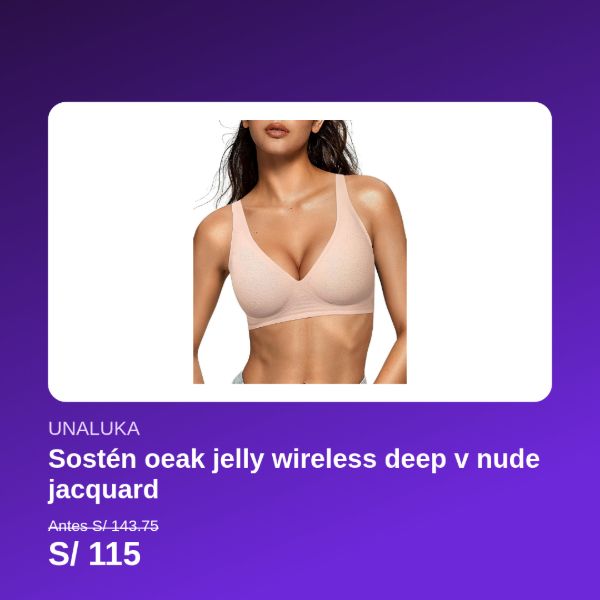 UNALUKA
Sostén oeak jelly wireless deep v nude
jacquard
Antes S/ 143.75
S/ 115